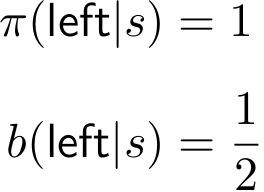 π(left|s) = 1
b(left|s) = 1/2